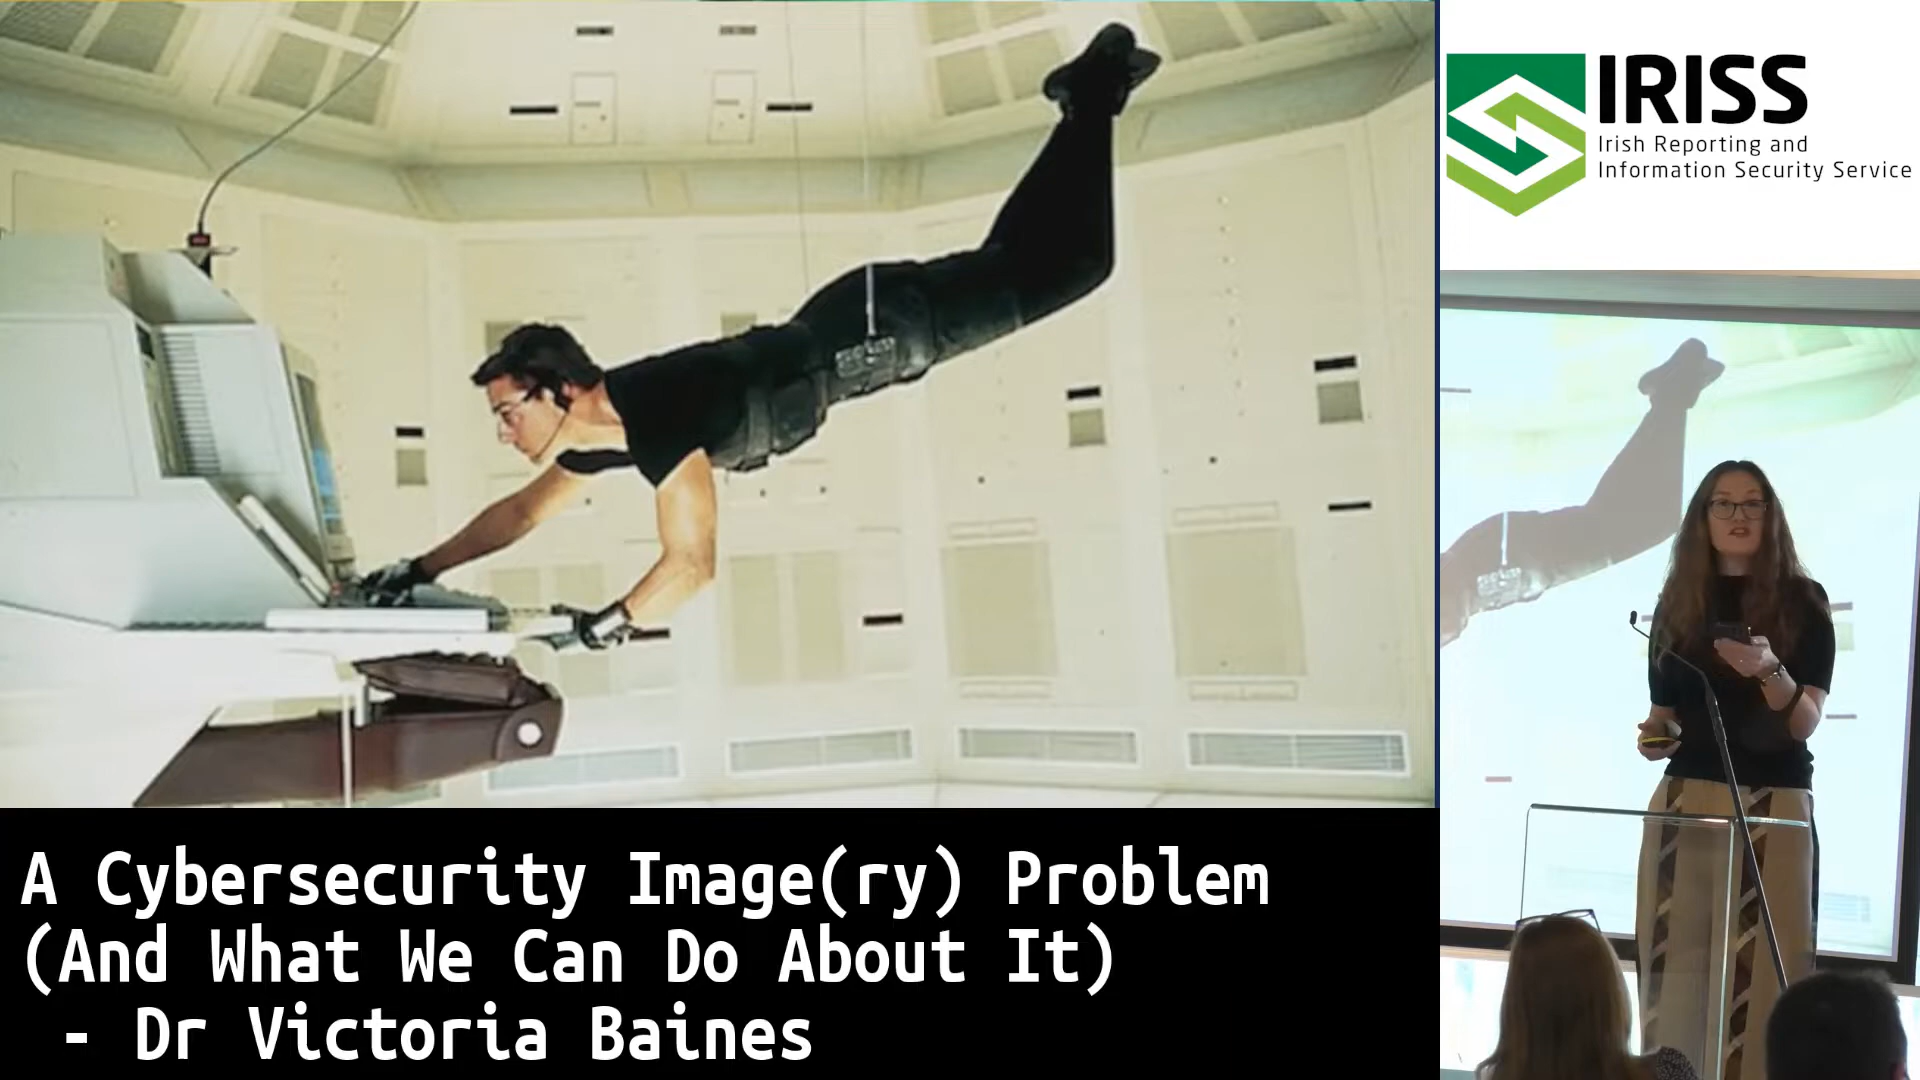 IRISS
Irish Reporting and
Information Security Service
A Cybersecurity Image(ry) Problem
(And What We Can Do About It)
- Dr Victoria Baines